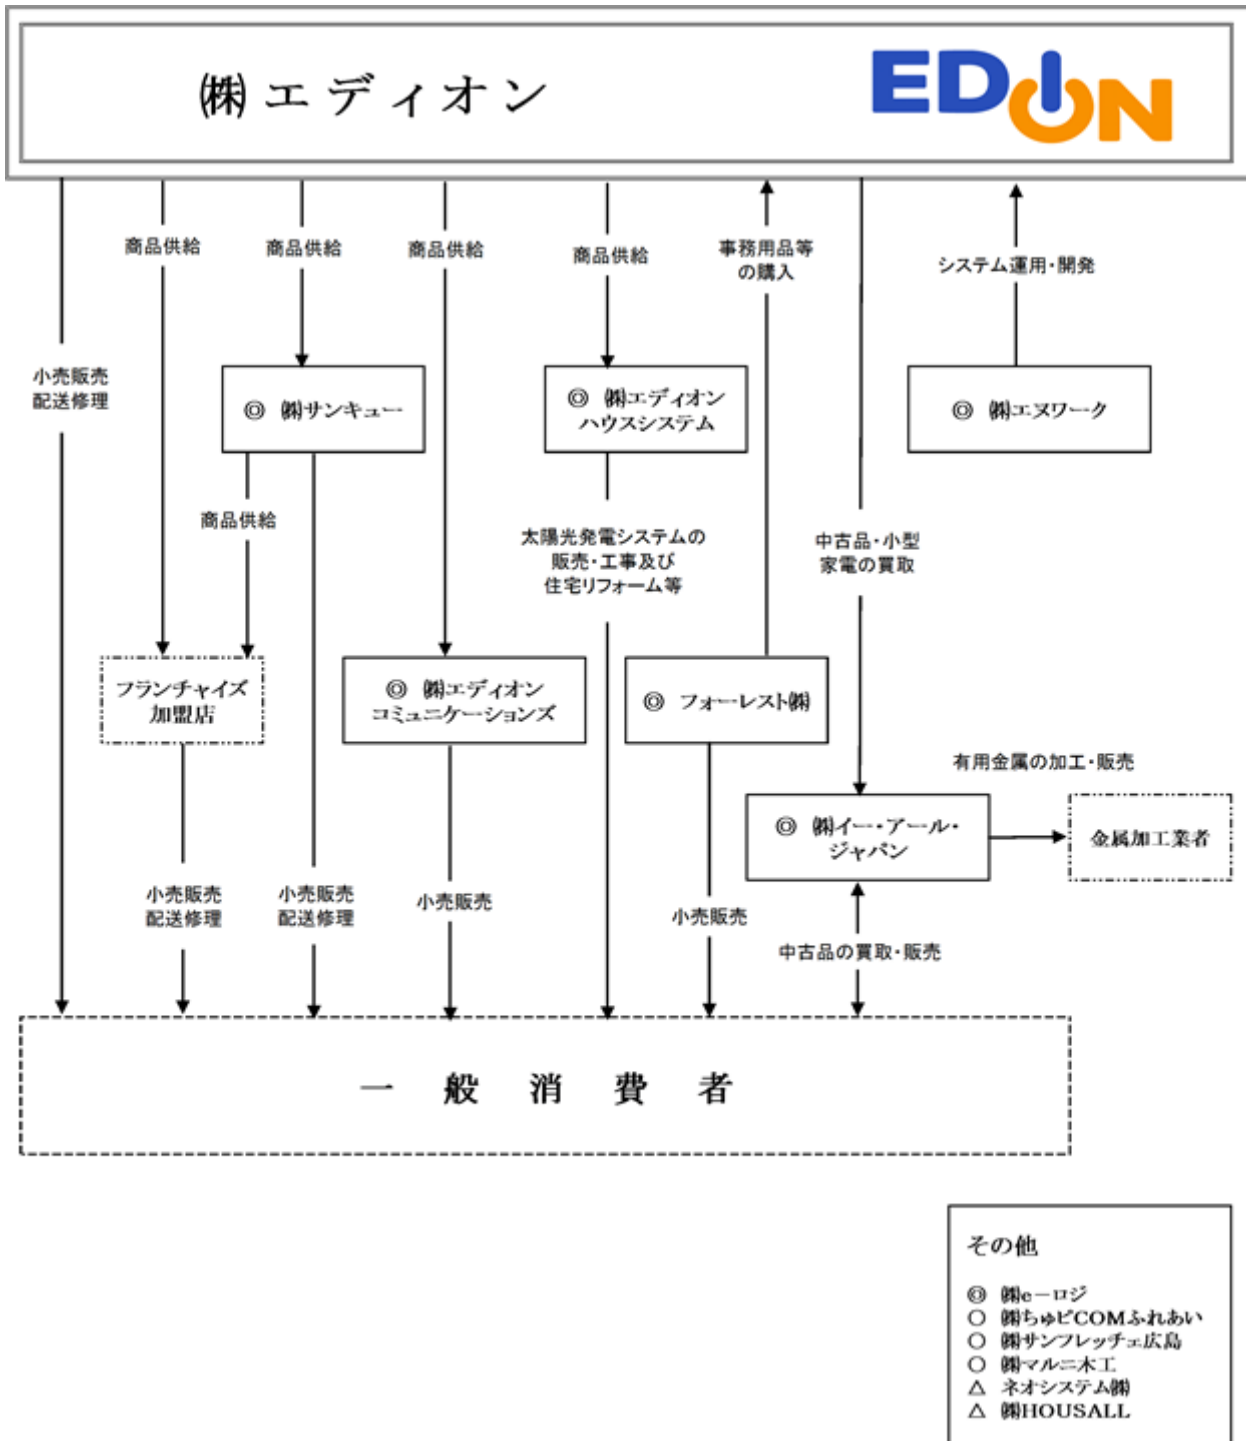 ㈱エディオン
EDION
商品供給
商品供給
商品供給
商品供給
事務用品等
の購入
システム運用・開発
小売販売
配送修理
◎ ㈱サンキュー
◎ ㈱エディオン
ハウスシステム
◎ ㈱エヌワーク
商品供給
太陽光発電システムの
販売・工事及び
住宅リフォーム等
中古品・小型
家電の買取
フランチャイズ
加盟店
◎ ㈱エディオン
コミュニケーションズ
◎ フォーレスト㈱
有用金属の加工・販売
◎ ㈱イー・アール・
ジャパン
金属加工業者
小売販売
配送修理
小売販売
配送修理
小売販売
小売販売
中古品の買取・販売
一般消費者
その他
◎ ㈱e－ロジ
○ ㈱ちゅピCOMふれあい
○ ㈱サンフレッチェ広島
○ ㈱マルニ木工
△ ネオシステム㈱
△ ㈱HOUSALL